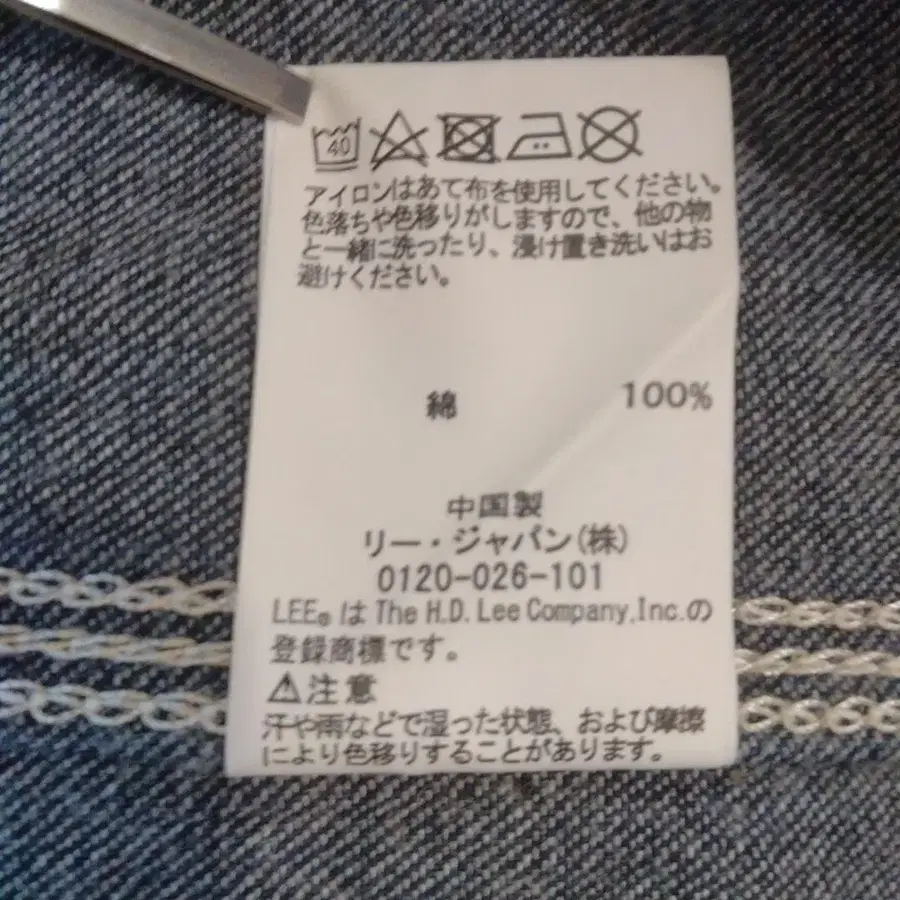 40
アイロンはあて布を使用してください。
色落ちや色移りがしますので、他の物
と一緒に洗ったり、浸け置き洗いはお
避けください。
綿 100%
中国製
リー・ジャパン(株)
0120-026-101
LEE®は The H.D. Lee Company, Inc.の
登録商標です。
⚠注意
汗や雨などで湿った状態、および摩擦
により色移りすることがあります。